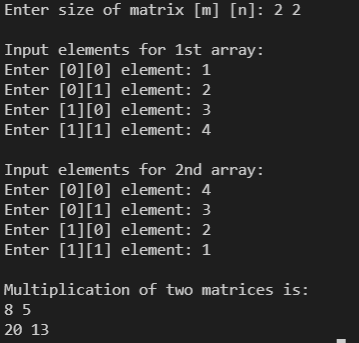 Enter size of matrix [m] [n]: 2 2
Input elements for 1st array:
Enter [0][0] element: 1
Enter [0][1] element: 2
Enter [1][0] element: 3
Enter [1][1] element: 4
Input elements for 2nd array:
Enter [0][0] element: 4
Enter [0][1] element: 3
Enter [1][0] element: 2
Enter [1][1] element: 1
Multiplication of two matrices is:
8 5
20 13